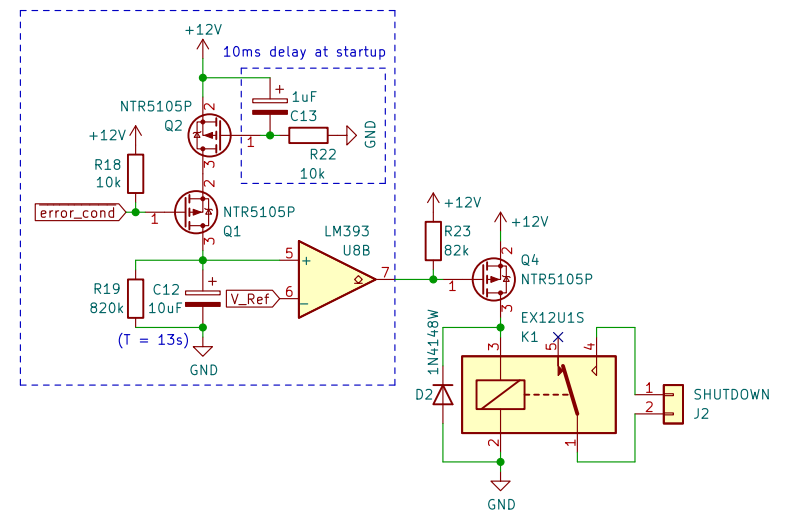 +12V
10ms delay at startup
NTR5105P
Q2
2
1
3
+
1uF
C13
R22
10k
GND
+12V
R18
10k
error_cond
1
2
3
NTR5105P
Q1
R19
820k
C12
10uF
+
(T = 13s)
GND
V_Ref
LM393
U8B
5
+
6
−
7
+12V
R23
82k
+12V
Q4
NTR5105P
2
1
3
1N4148W
D2
EX12U1S
K1
3
5
4
2
1
GND
1
2
SHUTDOWN
J2